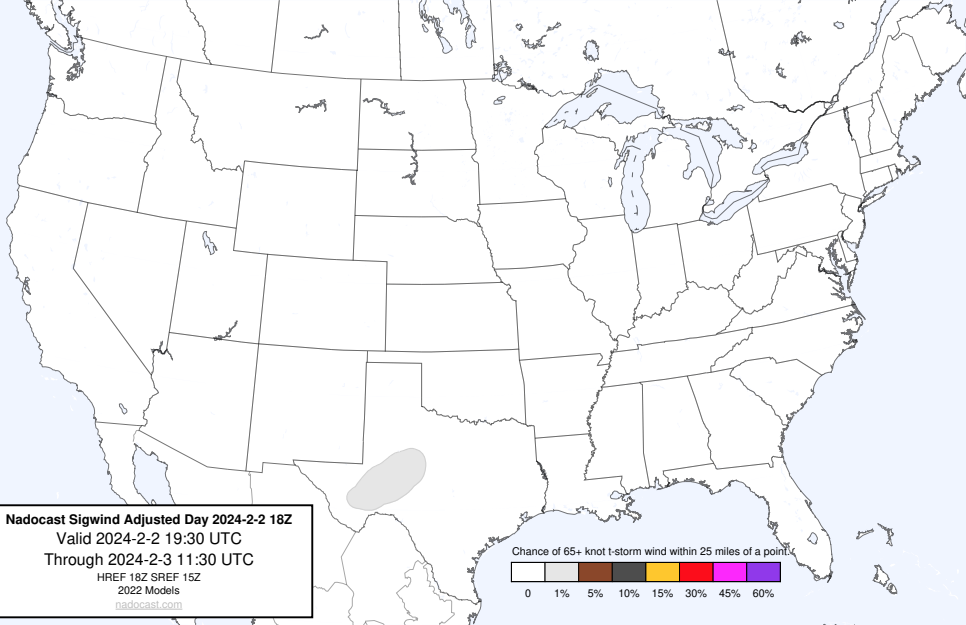 Nadocast Sigwind Adjusted Day 2024-2-2 18Z
Valid 2024-2-2 19:30 UTC
Through 2024-2-3 11:30 UTC
HREF 18Z SREF 15Z
2022 Models
nadocast.com
Chance of 65+ knot t-storm wind within 25 miles of a point.
0 1% 5% 10% 15% 30% 45% 60%